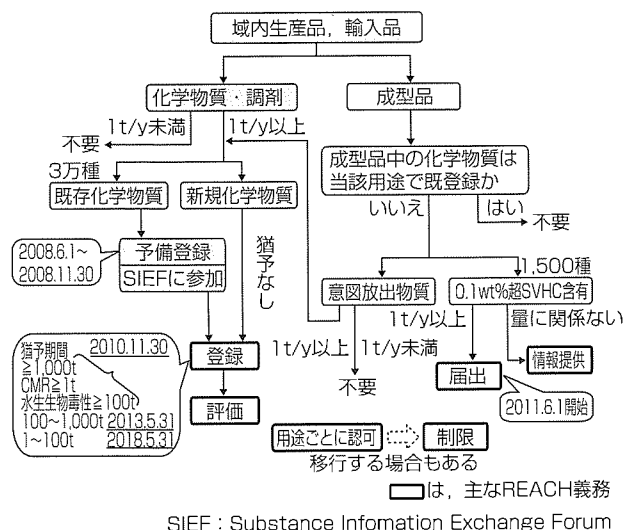 域内生産品，輸入品
化学物質・調剤
成型品
1t/y未満
1t/y以上
不要
3万種
既存化学物質
新規化学物質
成型品中の化学物質は
当該用途で既登録か
いいえ
はい
不要
2008.6.1～
2008.11.30
予備登録
SIEFに参加
猶予なし
1,500種
意図放出物質
0.1wt%超SVHC含有
1t/y以上
量に関係ない
1t/y以上
1t/y未満
不要
届出
情報提供
2011.6.1開始
猶予期間 2010.11.30
≧1,000t
CMR≧1t
水生生物毒性≧100t
100～1,000t 2013.5.31
1～100t 2018.5.31
登録
評価
用途ごとに認可
制限
移行する場合もある
は，主なREACH義務
SIEF：Substance Infomation Exchange Forum